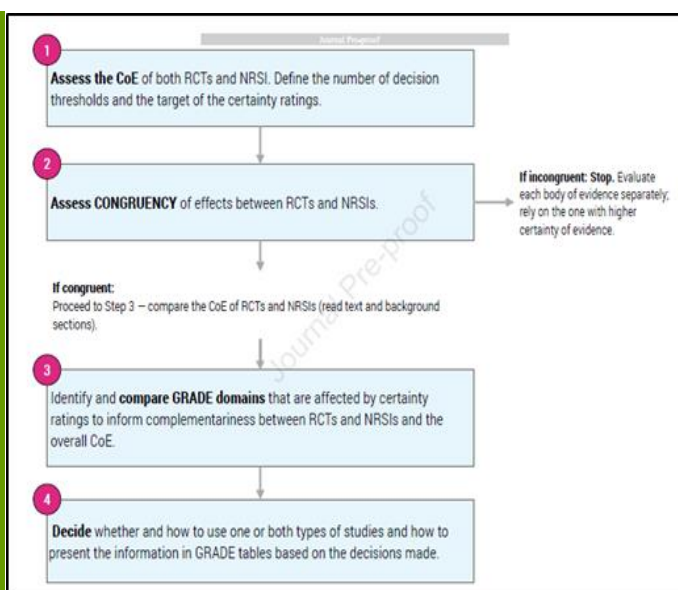 Journal Pre-proof
1
Assess the CoE of both RCTs and NRSI. Define the number of decision
thresholds and the target of the certainty ratings.
2
Assess CONGRUENCY of effects between RCTs and NRSIs.
If incongruent: Stop. Evaluate
each body of evidence separately;
rely on the one with higher
certainty of evidence.
If congruent:
Proceed to Step 3 – compare the CoE of RCTs and NRSIs (read text and background
sections).
Journal Pre-proof
3
Identify and compare GRADE domains that are affected by certainty
ratings to inform complementariness between RCTs and NRSIs and the
overall CoE.
4
Decide whether and how to use one or both types of studies and how to
present the information in GRADE tables based on the decisions made.